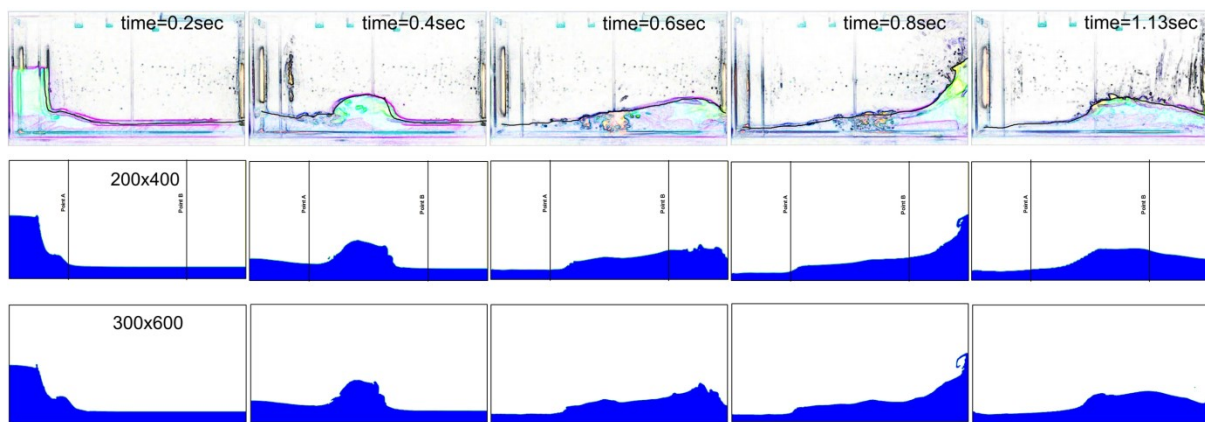 time=0.2sec
time=0.4sec
time=0.6sec
time=0.8sec
time=1.13sec
200x400
Point A
Point B
Point A
Point B
Point A
Point B
Point A
Point B
Point A
Point B
300x600